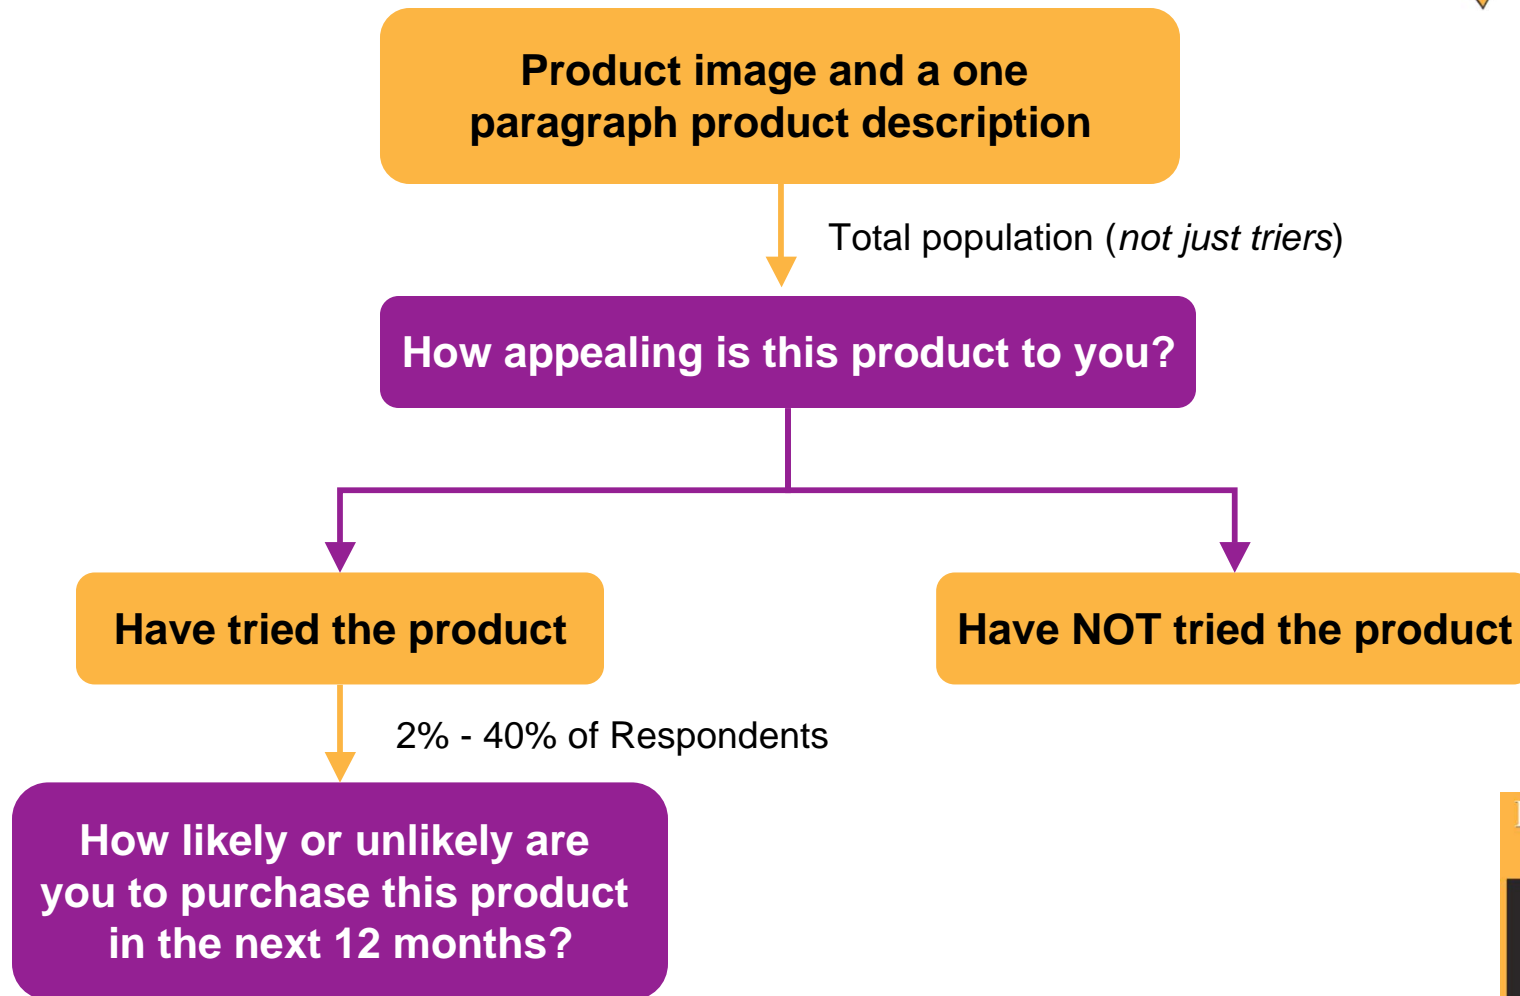 Product image and a one
paragraph product description
Total population (not just triers)
How appealing is this product to you?
Have tried the product
Have NOT tried the product
2% - 40% of Respondents
How likely or unlikely are
you to purchase this product
in the next 12 months?